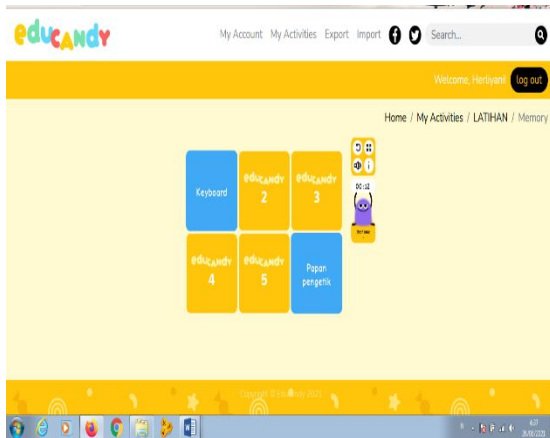 educandy
My Account My Activities Export Import Search...
Welcome, Herliyani! log out
Home / My Activities / LATIHAN / Memory
Keyboard
educandy
2
educandy
3
00:12
educandy
4
educandy
5
Papan
pengetik
Copyright © Educandy 2021